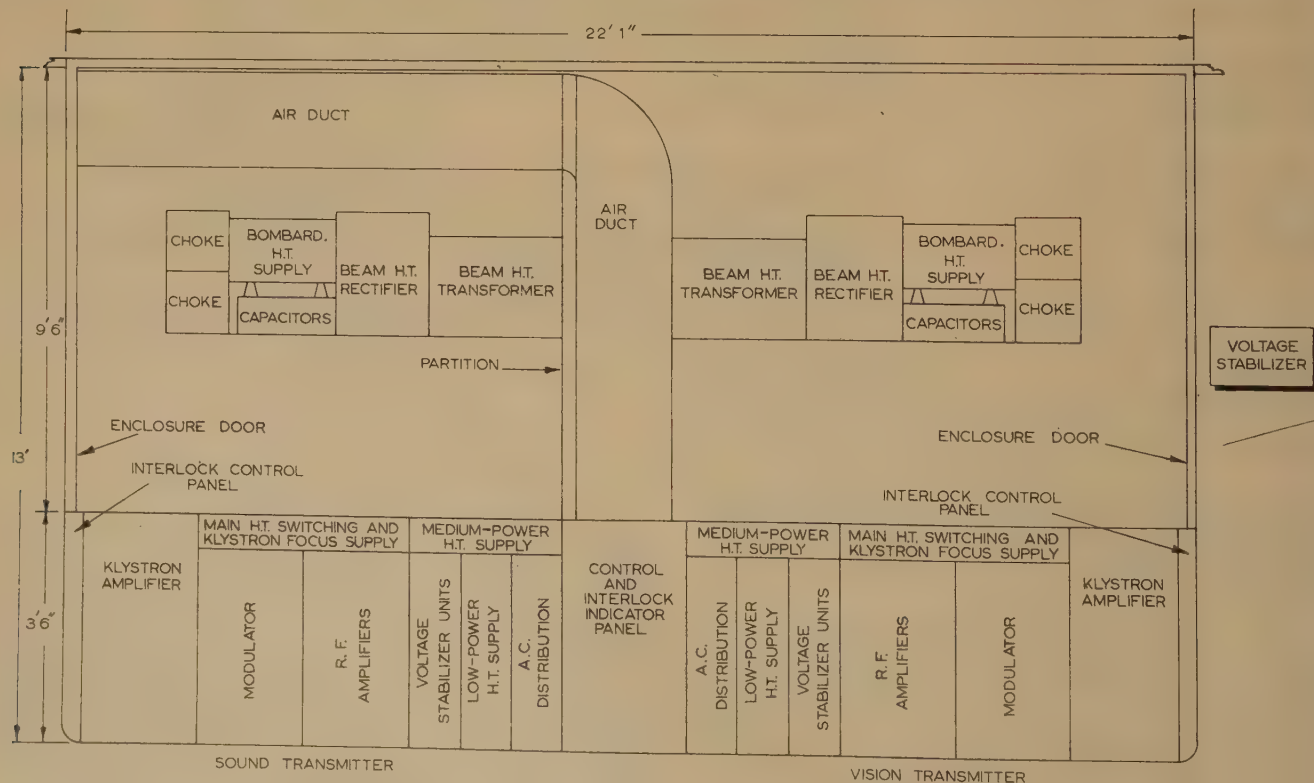 22' 1"
AIR DUCT
AIR
DUCT
CHOKE
CHOKE
BOMBARD.
H.T.
SUPPLY
CAPACITORS
BEAM H.T.
RECTIFIER
BEAM H.T.
TRANSFORMER
BEAM H.T.
TRANSFORMER
BEAM H.T.
RECTIFIER
BOMBARD.
H.T.
SUPPLY
CAPACITORS
CHOKE
CHOKE
9'6"
VOLTAGE
STABILIZER
PARTITION
ENCLOSURE DOOR
ENCLOSURE DOOR
13'
INTERLOCK CONTROL
PANEL
INTERLOCK CONTROL
PANEL
3'6"
KLYSTRON
AMPLIFIER
MAIN H.T. SWITCHING AND
KLYSTRON FOCUS SUPPLY
MODULATOR
R.F.
AMPLIFIERS
MEDIUM-POWER
H.T. SUPPLY
VOLTAGE
STABILIZER UNITS
LOW-POWER
H.T. SUPPLY
A.C.
DISTRIBUTION
CONTROL
AND
INTERLOCK
INDICATOR
PANEL
MEDIUM-POWER
H.T. SUPPLY
A.C.
DISTRIBUTION
LOW-POWER
H.T. SUPPLY
VOLTAGE
STABILIZER UNITS
MAIN H.T. SWITCHING AND
KLYSTRON FOCUS SUPPLY
R.F.
AMPLIFIERS
MODULATOR
KLYSTRON
AMPLIFIER
SOUND TRANSMITTER
VISION TRANSMITTER